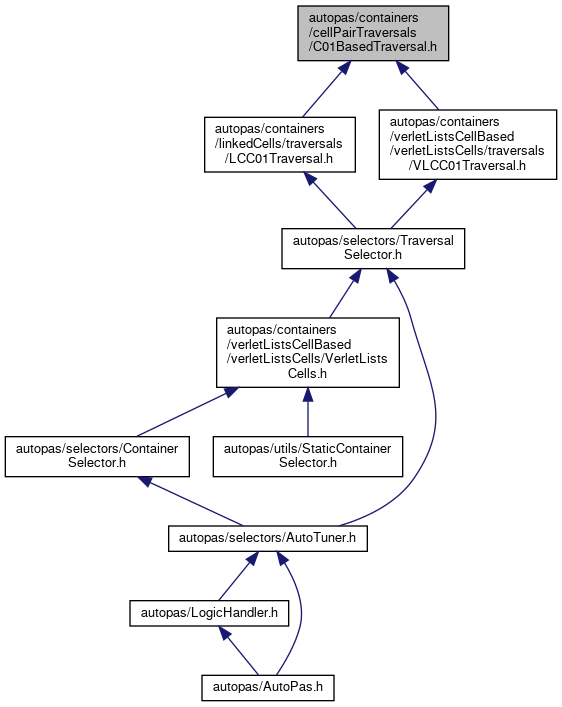 autopas/containers
/cellPairTraversals
/C01BasedTraversal.h
autopas/containers
/linkedCells/traversals
/LCC01Traversal.h
autopas/containers
/verletListsCellBased
/verletListsCells/traversals
/VLCC01Traversal.h
autopas/selectors/Traversal
Selector.h
autopas/containers
/verletListsCellBased
/verletListsCells/VerletLists
Cells.h
autopas/selectors/Container
Selector.h
autopas/utils/StaticContainer
Selector.h
autopas/selectors/AutoTuner.h
autopas/LogicHandler.h
autopas/AutoPas.h